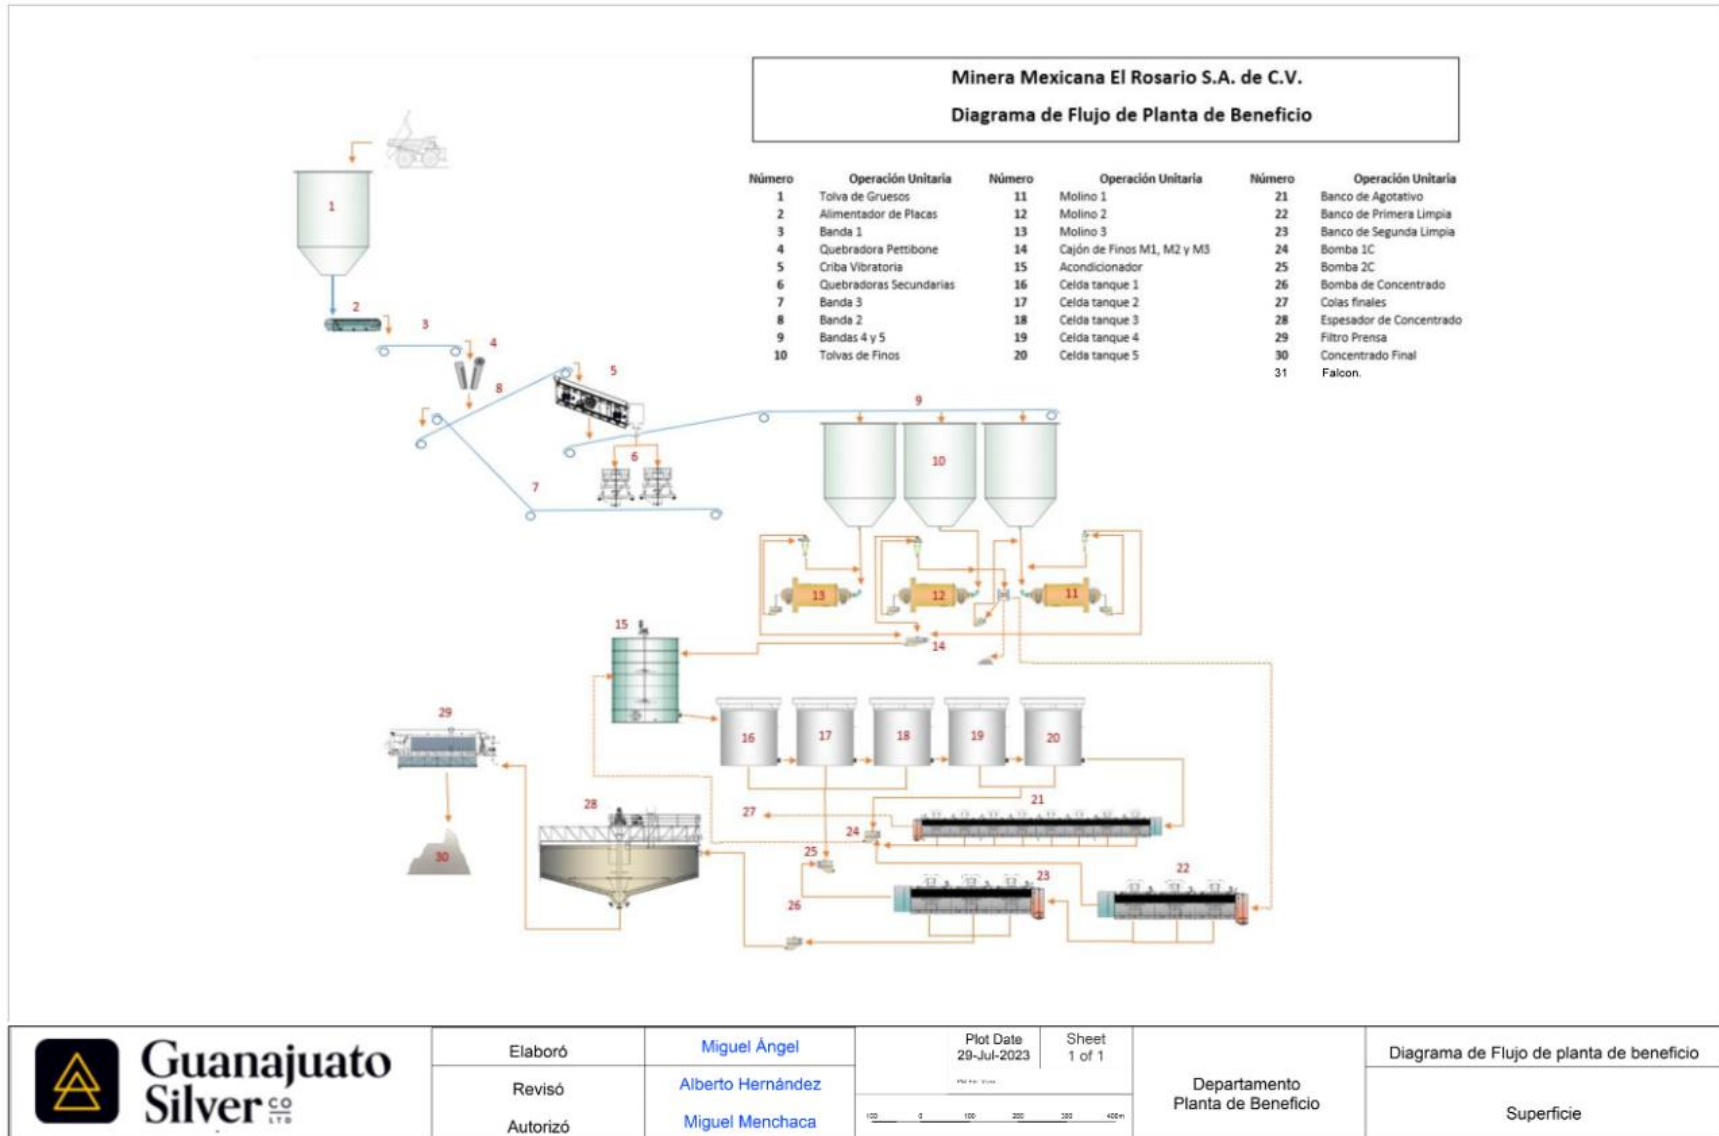 Minera Mexicana El Rosario S.A. de C.V.
Diagrama de Flujo de Planta de Beneficio
Número Operación Unitaria Número Operación Unitaria Número Operación Unitaria
1 Tolva de Gruesos 11 Molino 1 21 Banco de Agotativo
2 Alimentador de Placas 12 Molino 2 22 Banco de Primera Limpia
3 Banda 1 13 Molino 3 23 Banco de Segunda Limpia
4 Quebradora Pettibone 14 Cajón de Finos M1, M2 y M3 24 Bomba 1C
5 Criba Vibratoria 15 Acondicionador 25 Bomba 2C
6 Quebradoras Secundarias 16 Celda tanque 1 26 Bomba de Concentrado
7 Banda 3 17 Celda tanque 2 27 Colas finales
8 Banda 2 18 Celda tanque 3 28 Espesador de Concentrado
9 Bandas 4 y 5 19 Celda tanque 4 29 Filtro Prensa
10 Tolvas de Finos 20 Celda tanque 5 30 Concentrado Final
31 Falcon.
1
2
3
4
5
8
9
6
10
7
13
12
11
15
14
29
16
17
18
19
20
28
27
21
24
25
30
23
22
26
Guanajuato
Silver CO
LTD
Elaboró Miguel Ángel
Revisó Alberto Hernández
Autorizó Miguel Menchaca
Plot Date Sheet
29-Jul-2023 1 of 1
100 0 100 200 300 400m
Departamento
Planta de Beneficio
Diagrama de Flujo de planta de beneficio
Superficie